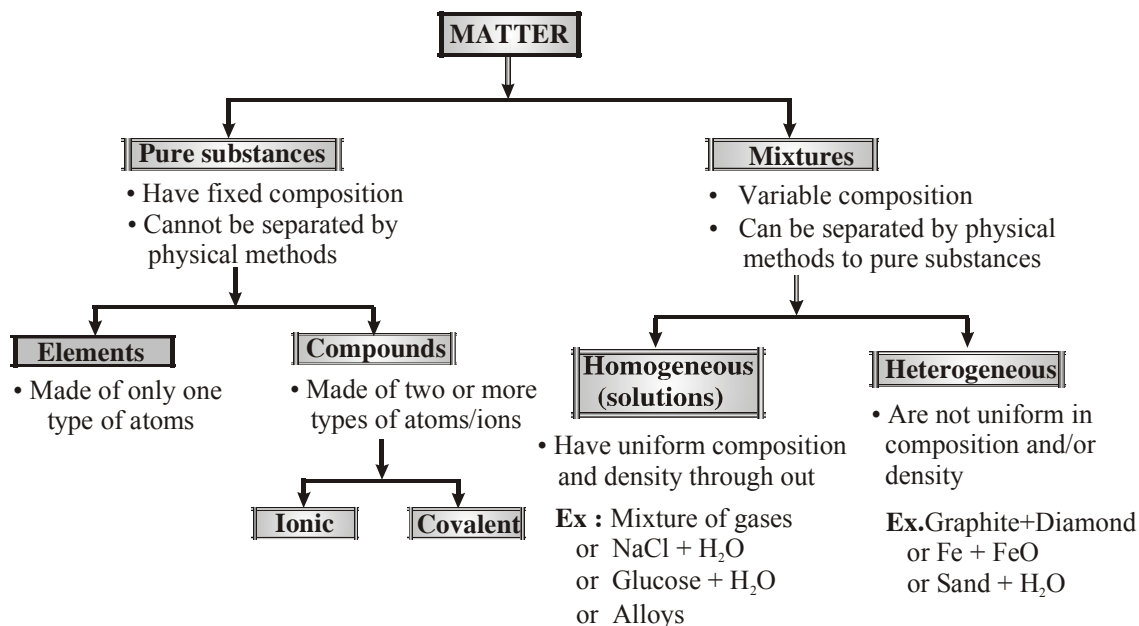 MATTER
Pure substances
• Have fixed composition
• Cannot be separated by
physical methods
Elements
• Made of only one
type of atoms
Compounds
• Made of two or more
types of atoms/ions
Ionic
Covalent
Mixtures
• Variable composition
• Can be separated by physical
methods to pure substances
Homogeneous
(solutions)
• Have uniform composition
and density through out
Ex : Mixture of gases
or NaCl + H₂O
or Glucose + H₂O
or Alloys
Heterogeneous
• Are not uniform in
composition and/or
density
Ex.Graphite+Diamond
or Fe + FeO
or Sand + H₂O